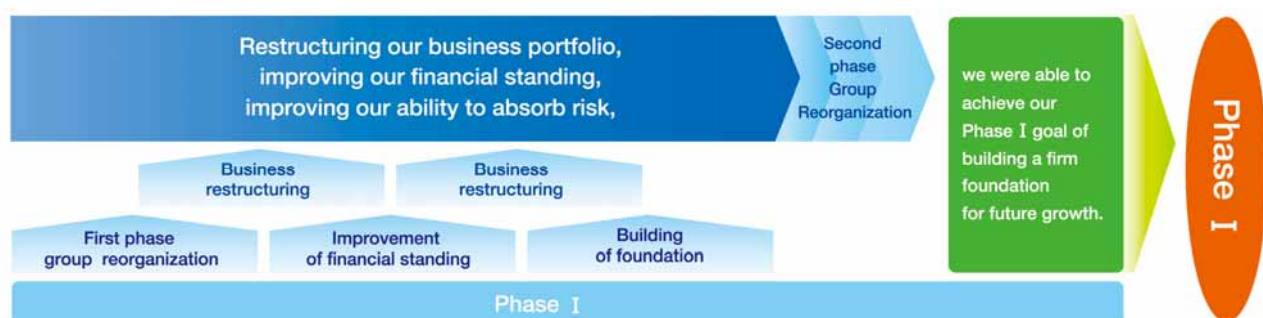 Restructuring our business portfolio,
improving our financial standing,
improving our ability to absorb risk,
Second
phase
Group
Reorganization
we were able to
achieve our
Phase I goal of
building a firm
foundation
for future growth.
Phase I
Business
restructuring
Business
restructuring
First phase
group reorganization
Improvement
of financial standing
Building
of foundation
Phase I